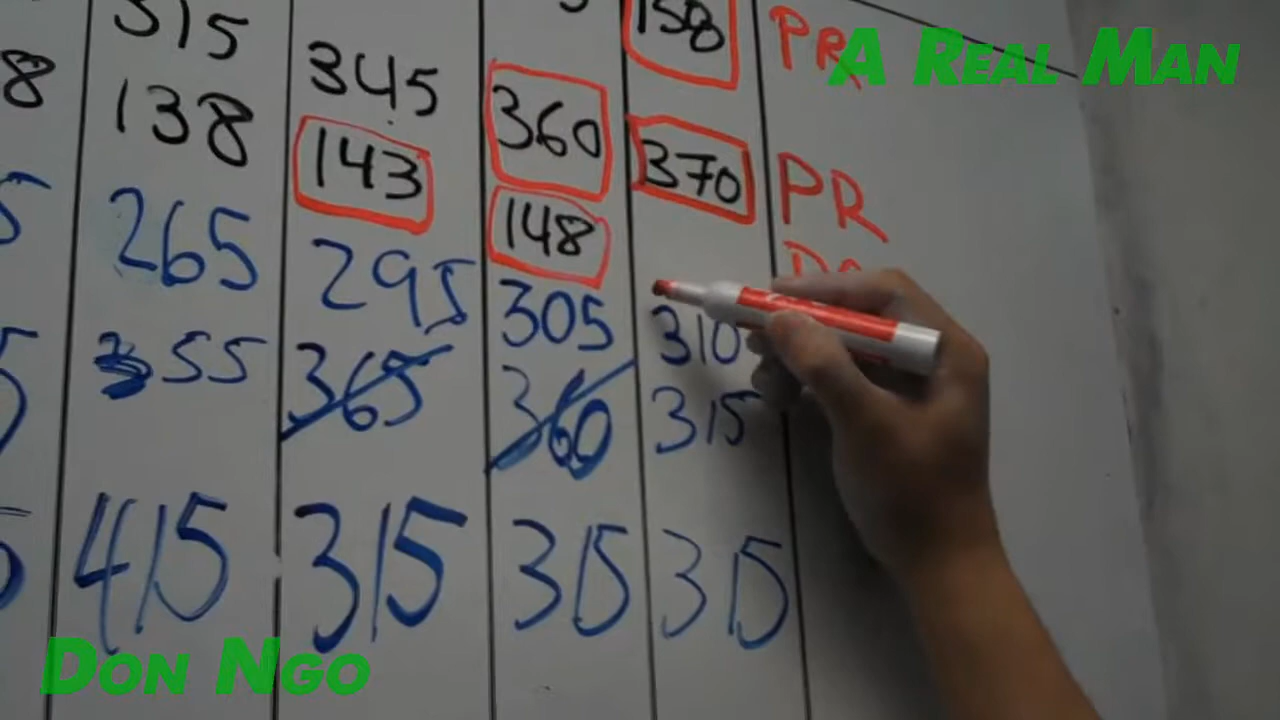 315 150 PR A REAL MAN
8 138 345 360 370 PR
143 148
265 295 305 310
355 365 360 315
415 315 315 315
DON NGO